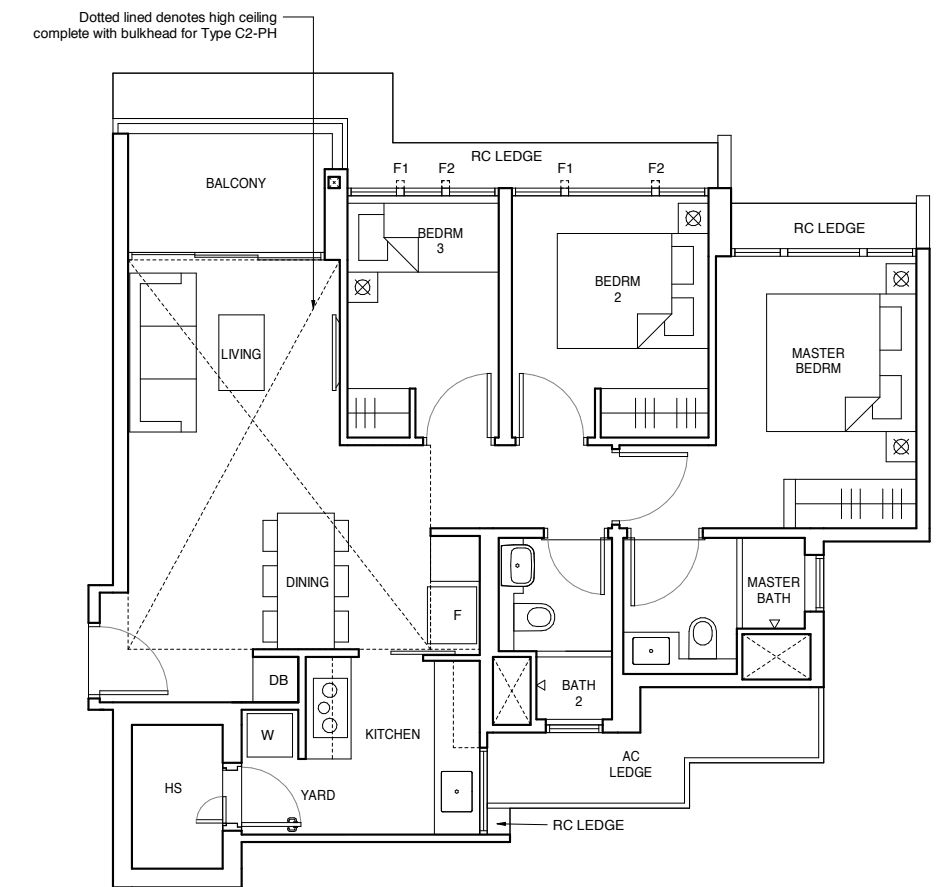 Dotted lined denotes high ceiling
complete with bulkhead for Type C2-PH
RC LEDGE
F1
F2
F1
F2
BALCONY
RC LEDGE
BEDRM
3
BEDRM
2
LIVING
MASTER
BEDRM
DINING
F
MASTER
BATH
DB
BATH
2
W
KITCHEN
AC
LEDGE
HS
YARD
RC LEDGE